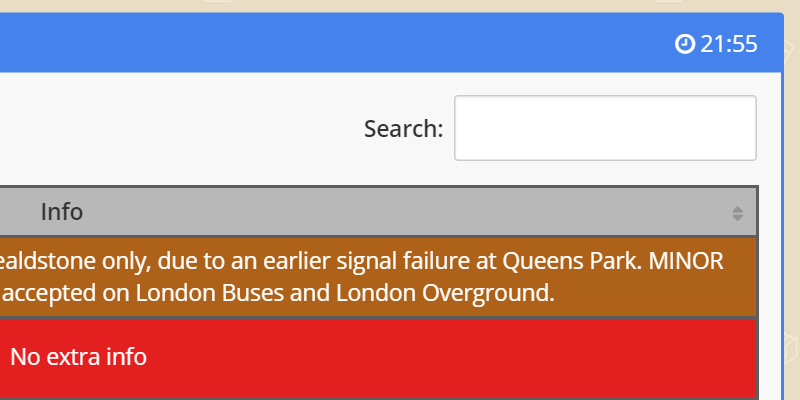 21:55
Search:
Info
ealdstone only, due to an earlier signal failure at Queens Park. MINOR
accepted on London Buses and London Overground.
No extra info